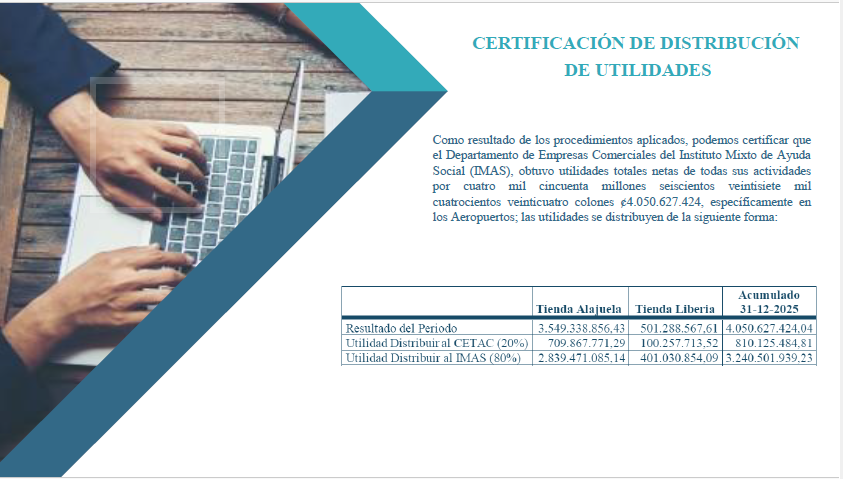 CERTIFICACIÓN DE DISTRIBUCIÓN
DE UTILIDADES
Como resultado de los procedimientos aplicados, podemos certificar que
el Departamento de Empresas Comerciales del Instituto Mixto de Ayuda
Social (IMAS), obtuvo utilidades totales netas de todas sus actividades
por cuatro mil cincuenta millones seiscientos veintisiete mil
cuatrocientos veinticuatro colones ¢4.050.627.424, específicamente en
los Aeropuertos; las utilidades se distribuyen de la siguiente forma:
Tienda Alajuela Tienda Liberia Acumulado 31-12-2025
Resultado del Periodo 3.549.338.856,43 501.288.567,61 4.050.627.424,04
Utilidad Distribuir al CETAC (20%) 709.867.771,29 100.257.713,52 810.125.484,81
Utilidad Distribuir al IMAS (80%) 2.839.471.085,14 401.030.854,09 3.240.501.939,23